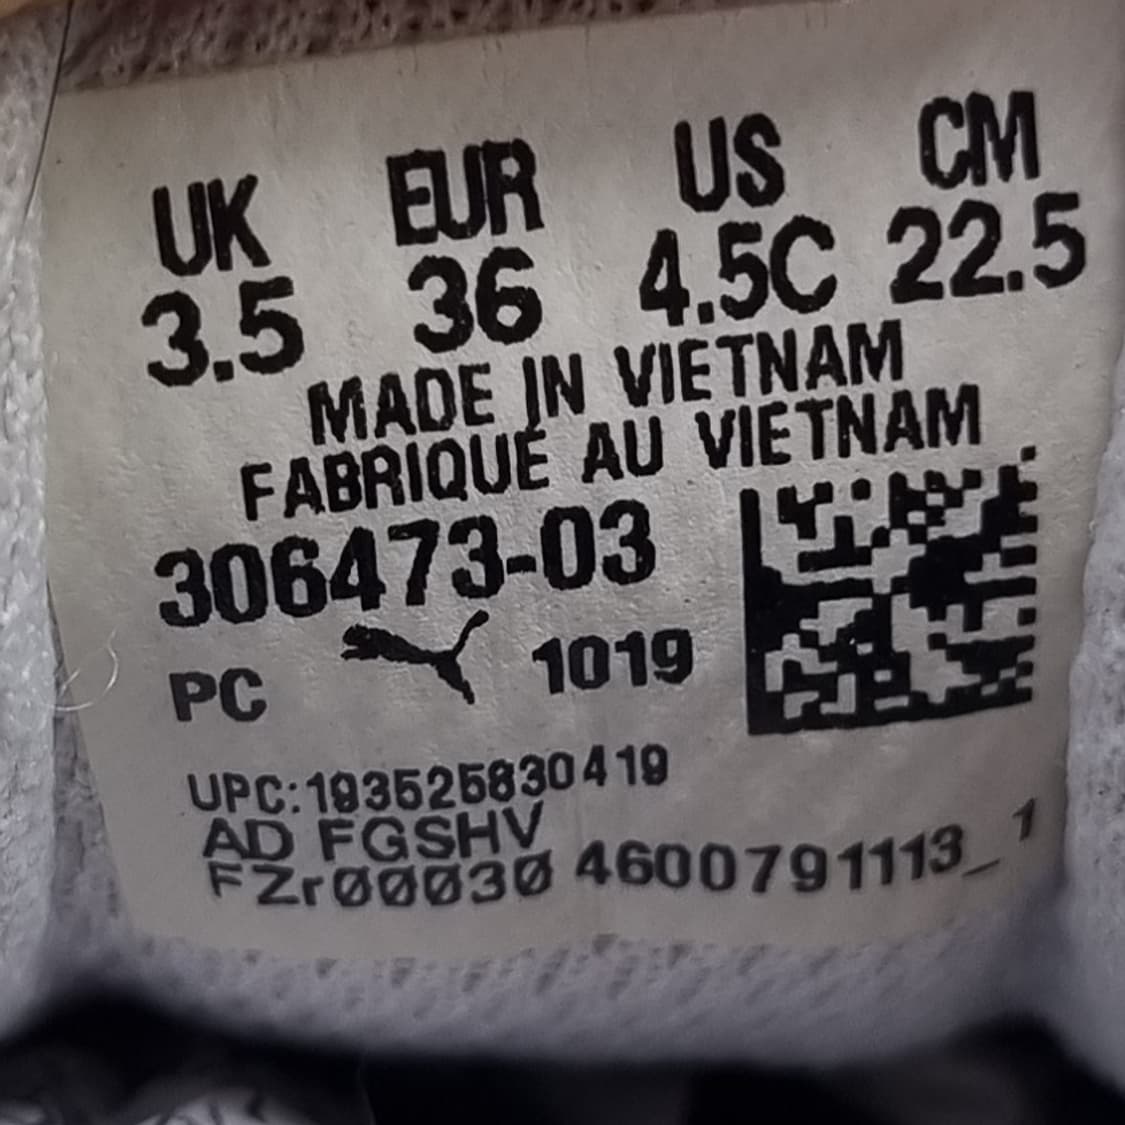 UK EUR US CM
3.5 36 4.5C 22.5
MADE IN VIETNAM
FABRIQUÉ AU VIETNAM
306473-03
PC 1019
UPC:193525830419
AD FGSHV
FZr00030 4600791113_1